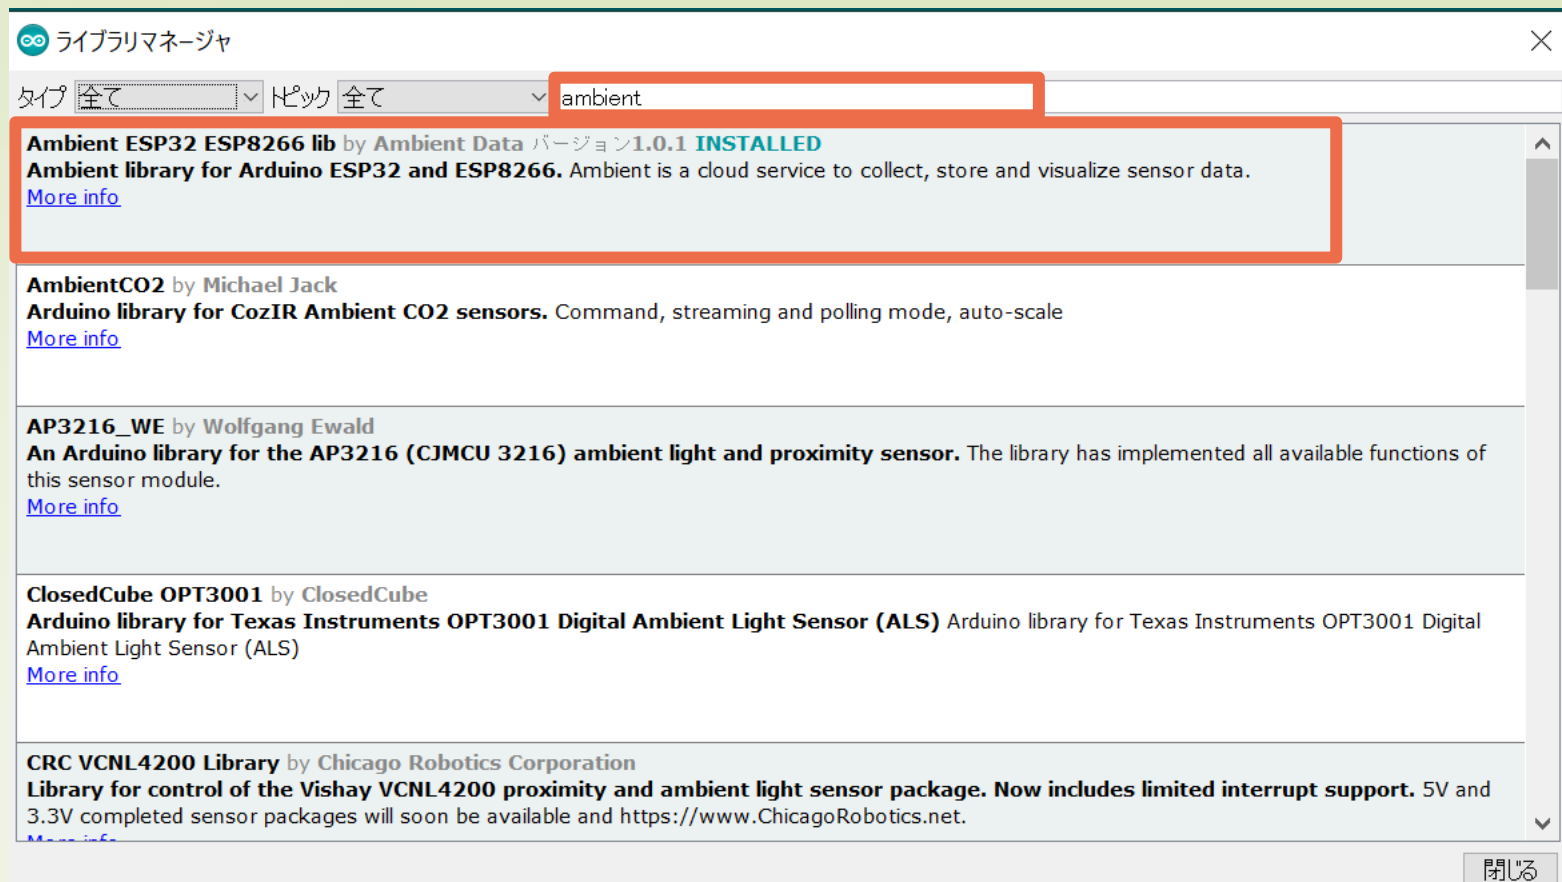 ライブラリマネージャ
タイプ 全て トピック 全て ambient
Ambient ESP32 ESP8266 lib by Ambient Data バージョン1.0.1 INSTALLED
Ambient library for Arduino ESP32 and ESP8266. Ambient is a cloud service to collect, store and visualize sensor data.
More info
AmbientCO2 by Michael Jack
Arduino library for CozIR Ambient CO2 sensors. Command, streaming and polling mode, auto-scale
More info
AP3216_WE by Wolfgang Ewald
An Arduino library for the AP3216 (CJMCU 3216) ambient light and proximity sensor. The library has implemented all available functions of
this sensor module.
More info
ClosedCube OPT3001 by ClosedCube
Arduino library for Texas Instruments OPT3001 Digital Ambient Light Sensor (ALS) Arduino library for Texas Instruments OPT3001 Digital
Ambient Light Sensor (ALS)
More info
CRC VCNL4200 Library by Chicago Robotics Corporation
Library for control of the Vishay VCNL4200 proximity and ambient light sensor package. Now includes limited interrupt support. 5V and
3.3V completed sensor packages will soon be available and https://www.ChicagoRobotics.net.
More info
閉じる